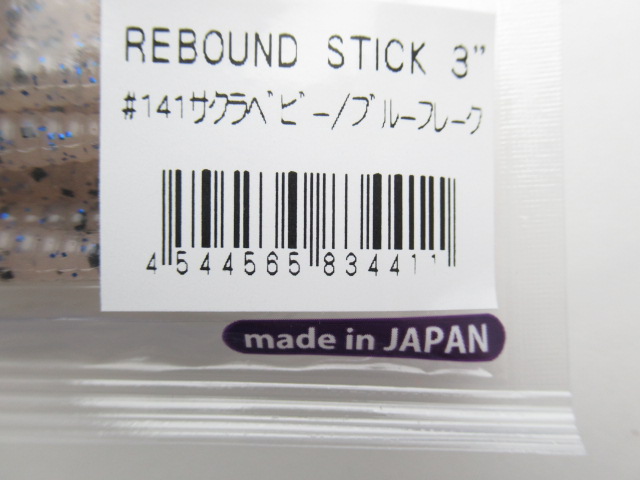 REBOUND STICK 3"
#141サクラベビー/ブルーフレーク
4 544565 834411
made in JAPAN